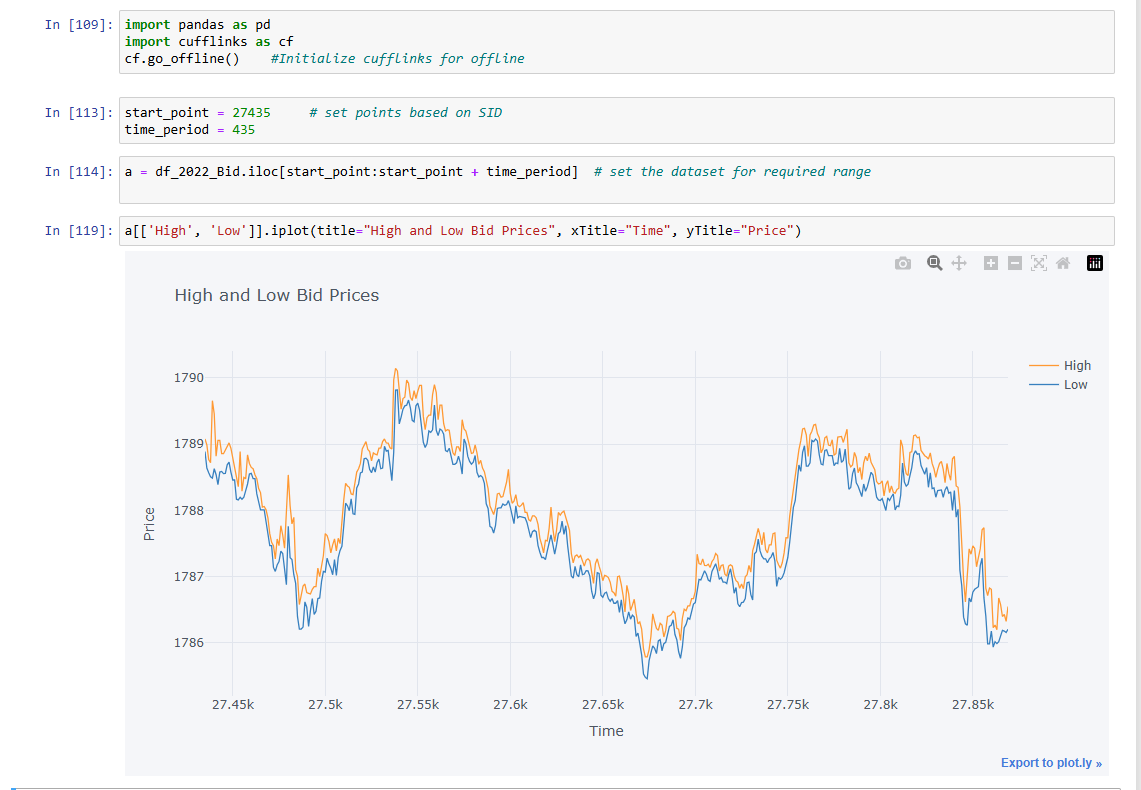 In [109]: import pandas as pd
import cufflinks as cf
cf.go_offline()    #Initialize cufflinks for offline
In [113]: start_point = 27435     # set points based on SID
time_period = 435
In [114]: a = df_2022_Bid.iloc[start_point:start_point + time_period]  # set the dataset for required range
In [119]: a[['High', 'Low']].iplot(title="High and Low Bid Prices", xTitle="Time", yTitle="Price")
High and Low Bid Prices
High
Low
1790
1789
1788
1787
1786
Price
27.45k 27.5k 27.55k 27.6k 27.65k 27.7k 27.75k 27.8k 27.85k
Time
Export to plot.ly »